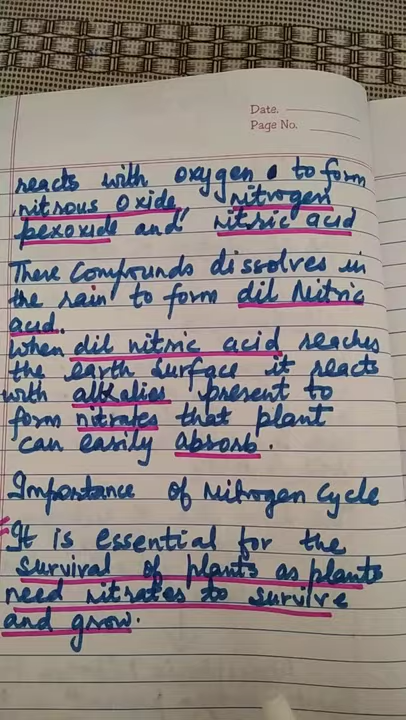 Date.
Page No.
reacts with oxygen to form
nitrous oxide, nitrogen
pexoxide and nitric acid
These Compounds dissolves in
the rain to form dil Nitric
acid.
When dil nitric acid reaches
the earth surface it reacts
with alkalies present to
form nitrates that plant
can easily absorb.
Importance of Nitrogen Cycle
It is essential for the
survival of plants as plants
need nitrates to survive
and grow.